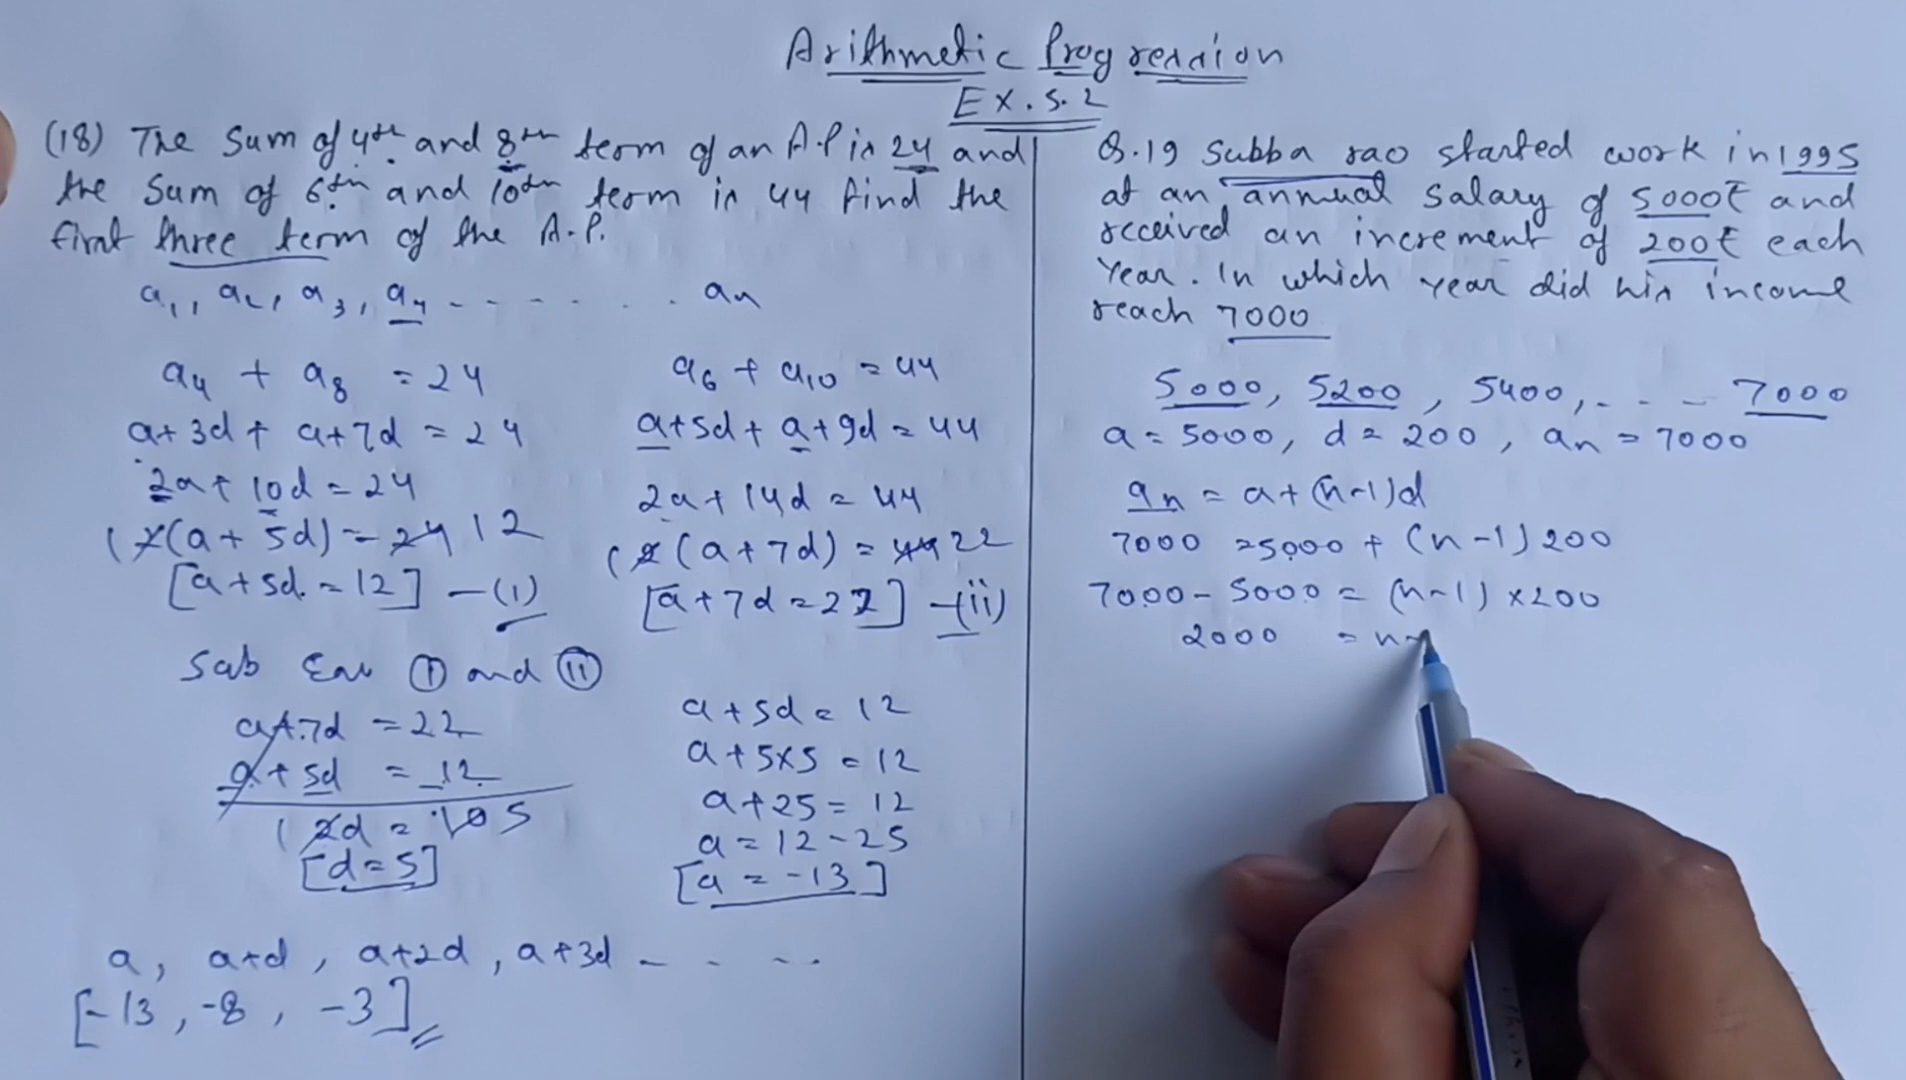 Arithmetic Progression
Ex. 5.2
(18) The Sum of 4th and 8th term of an A.P is 24 and
the Sum of 6th and 10th term is 44 find the
first three term of the A.P.
a1, a2, a3, a4 - - - - . . . an
a4 + a8 = 24
a+3d+ a+7d = 24
2a+10d = 24
(2(a+5d) = 24 12
[a+5d = 12] -(i)
Sub Eqn (I) and (II)
a+7d = 22
a+5d = 12
2d = 10 5
[d=5]
a, a+d, a+2d, a+3d - . - ..
[-13, -8, -3]
a6 + a10 = 44
a+5d+a+9d = 44
2a+14d = 44
(2(a+7d) = 44 22
[a+7d = 22] -(ii)
a+5d = 12
a+5x5 = 12
a+25 = 12
a = 12-25
[a = -13]
Q.19 Subba rao started work in 1995
at an annual salary of 5000₹ and
received an increment of 200₹ each
Year. In which year did his income
reach 7000
5000, 5200, 5400, - - - 7000
a = 5000, d = 200, an = 7000
an = a+(n-1)d
7000 = 5000 + (n-1) 200
7000 - 5000 = (n-1) ×200
2000 = n-